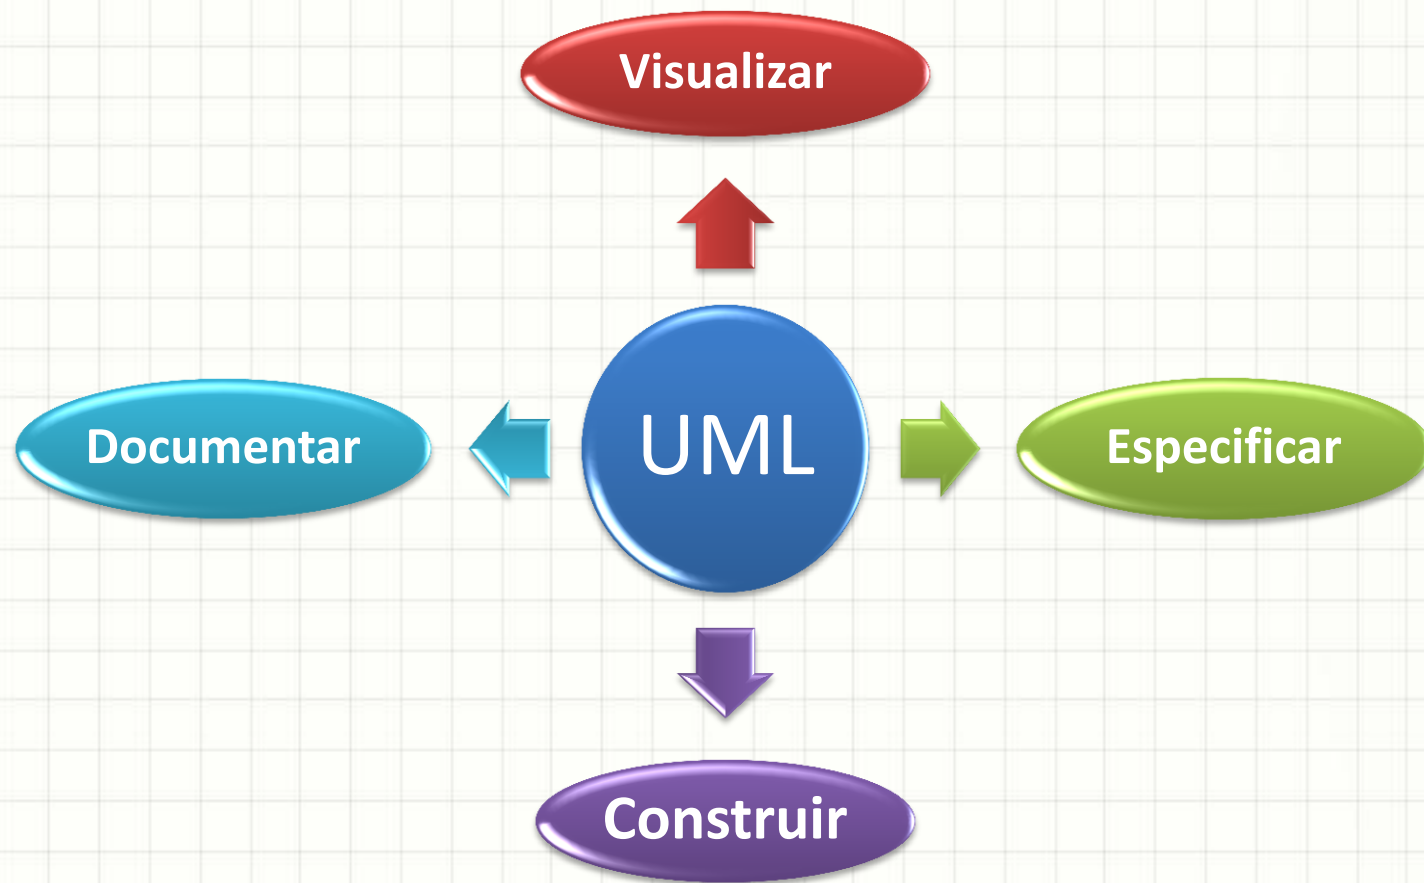 Visualizar
Documentar
UML
Especificar
Construir